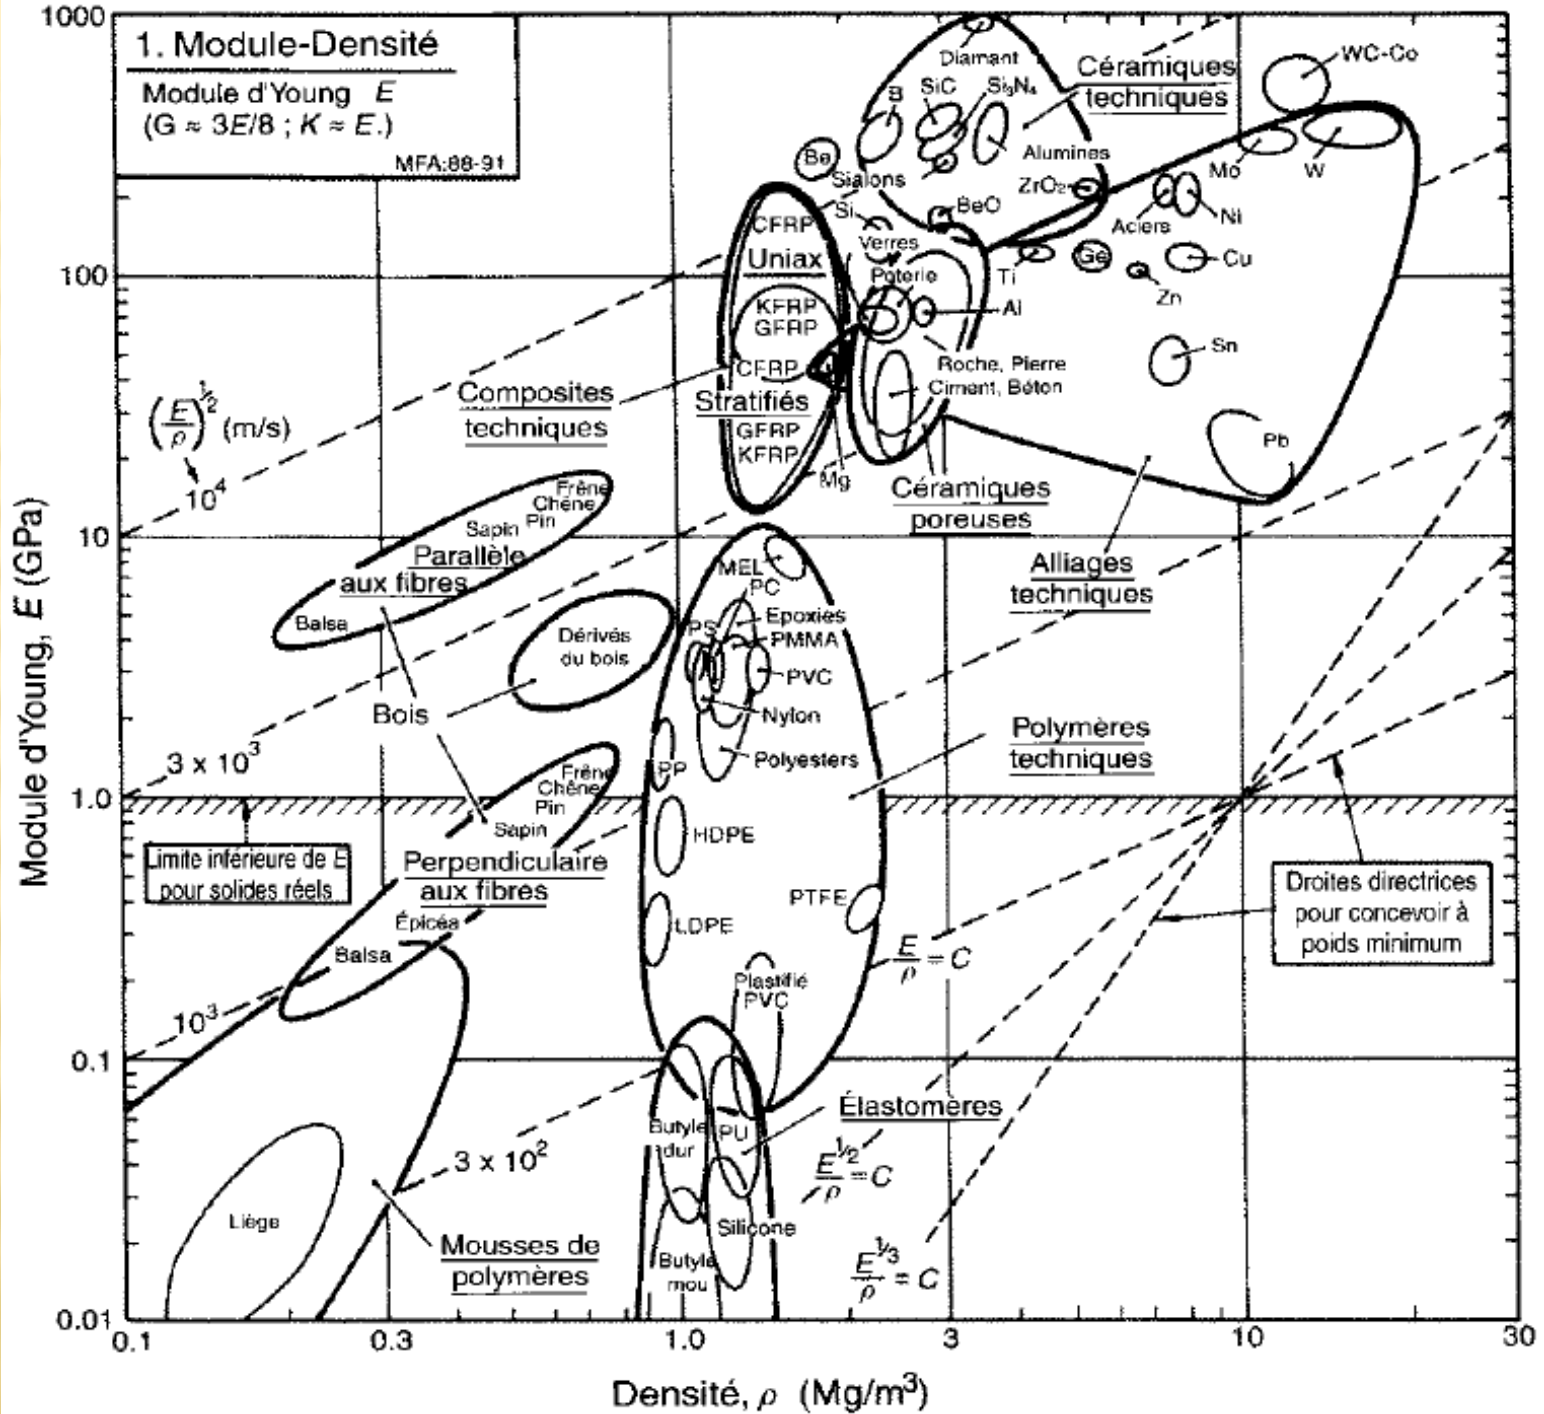 1. Module-Densité
Module d'Young E
(G ≈ 3E/8 ; K ≈ E.)
MFA:88-91
Module d'Young, E (GPa)
1000
100
10
1.0
0.1
0.01
0.1
0.3
1.0
3
10
30
Densité, ρ (Mg/m³)
Diamant
Céramiques
techniques
WC-Co
B
SiC
Si₃N₄
Be
Alumines
Sialons
ZrO₂
Mo
W
Si
BeO
Aciers
Ni
CFRP
Uniax
Verres
Poterie
Ti
Ge
Cu
Zn
KFRP
GFRP
Al
CFRP
Stratifiés
GFRP
KFRP
Roche, Pierre
Ciment, Béton
Sn
Pb
Mg
Composites
techniques
Céramiques
poreuses
Alliages
techniques
(E/ρ)^½ (m/s)
10⁴
Frêne
Chéne
Pin
Sapin
Parallèle
aux fibres
Balsa
Dérivés
du bois
Bois
3 x 10³
MEL
PC
PS
Epoxies
PMMA
PVC
Nylon
Polyesters
PP
HDPE
LDPE
PTFE
Plastifié
PVC
Polymères
techniques
Frêne
Chêne
Pin
Sapin
Perpendiculaire
aux fibres
Épicéa
Balsa
Limite inférieure de E
pour solides réels
Droites directrices
pour concevoir à
poids minimum
10³
E/ρ = C
E^½/ρ = C
E^⅓/ρ = C
3 x 10²
Élastomères
Butyle
dur
PU
Silicone
Butyle
mou
Liège
Mousses de
polymères